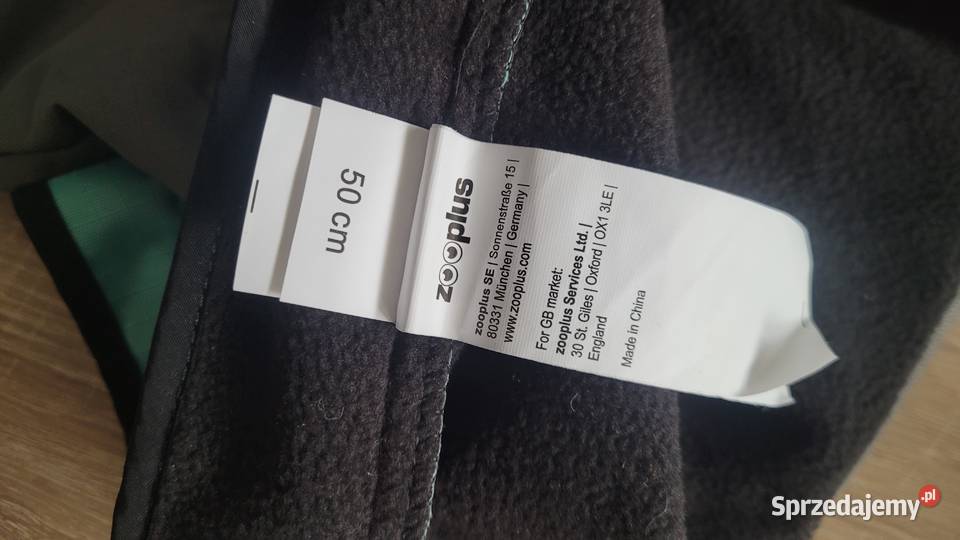 50 cm
zooplus
zooplus SE | Sonnenstraße 15 |
80331 München | Germany |
www.zooplus.com
For GB market:
zooplus Services Ltd. |
30 St. Giles | Oxford | OX1 3LE |
England
Made in China
Sprzedajemy.pl